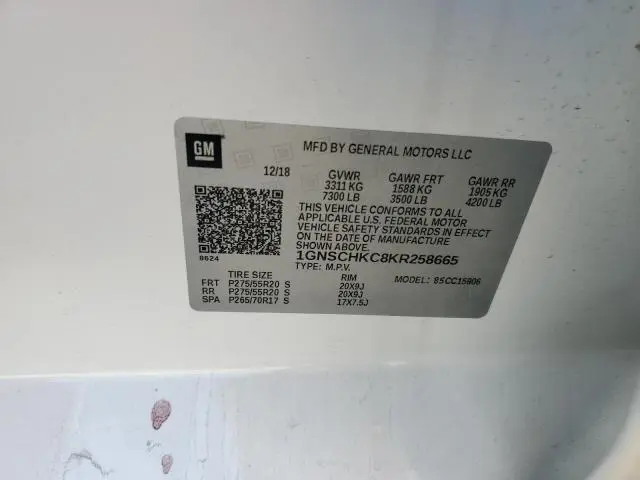 GM
MFD BY GENERAL MOTORS LLC
12/18
GVWR GAWR FRT GAWR RR
3311 KG 1588 KG 1905 KG
7300 LB 3500 LB 4200 LB
THIS VEHICLE CONFORMS TO ALL
APPLICABLE U.S. FEDERAL MOTOR
VEHICLE SAFETY STANDARDS IN EFFECT
ON THE DATE OF MANUFACTURE
SHOWN ABOVE.
8624
1GNSCHKC8KR258665
TYPE: M.P.V.
MODEL: 85CC15906
TIRE SIZE RIM
FRT P275/55R20 S 20X9J
RR P275/55R20 S 20X9J
SPA P265/70R17 S 17X7.5J